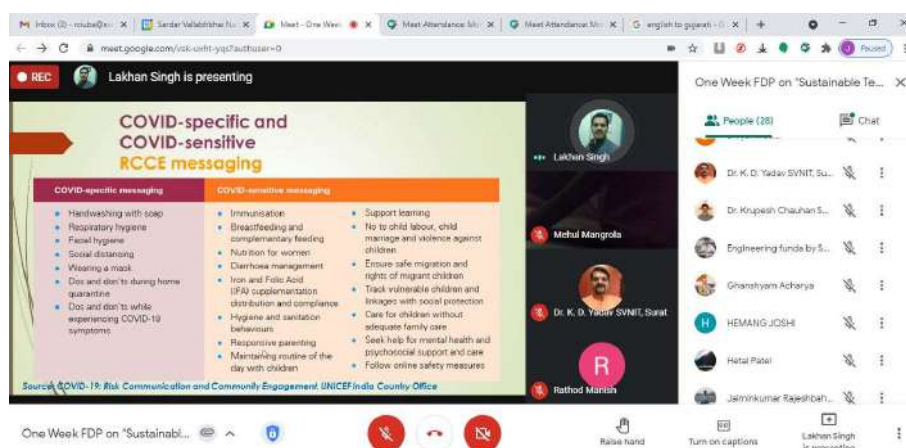 Inbox (2) - rouba@sv
Sardar Vallabhbhai Na
Meet - One Week
Meet Attendance:
Meet Attendance:
english to gujarati - G
meet.google.com/vsk-uxht-yqs?authuser=0
Paused
REC
Lakhan Singh is presenting
COVID-specific and
COVID-sensitive
RCCE messaging
COVID-specific messaging
Handwashing with soap
Respiratory hygiene
Facial hygiene
Social distancing
Wearing a mask
Dos and don'ts during home
quarantine
Dos and don'ts while
experiencing COVID-19
symptoms
COVID-sensitive messaging
Immunisation
Breastfeeding and
complementary feeding
Nutrition for women
Diarrhoea management
Iron and Folic Acid
(IFA) supplementation
distribution and compliance
Hygiene and sanitation
behaviours
Responsive parenting
Maintaining routine of the
day with children
Support learning
No to child labour, child
marriage and violence against
children
Ensure safe migration and
rights of migrant children
Track vulnerable children and
linkages with social protection
Care for children without
adequate family care
Seek help for mental health and
psychosocial support and care
Follow online safety measures
Source: COVID-19: Risk Communication and Community Engagement UNICEF India Country Office
Lakhan Singh
Mehul Mangrola
Dr. K. D. Yadav SVNIT, Surat
R
Rathod Manish
One Week FDP on "Sustainable Te...
People (28)
Chat
Dr. K. D. Yadav SVNIT, Su...
Dr. Krupesh Chauhan S...
Engineering funda by S...
Ghanshyam Acharya
H
HEMANG JOSHI
Hetal Patel
Jaiminkumar Rajeshbah...
One Week FDP on "Sustainabl...
Raise hand
Turn on captions
Lakhan Singh
is presenting